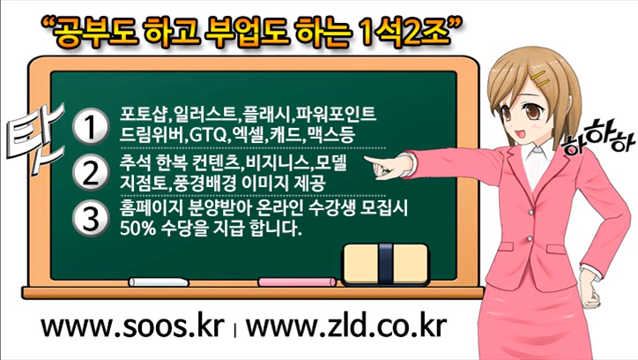 “공부도 하고 부업도 하는 1석2조”
탁
1 포토샵,일러스트,플래시,파워포인트
드림위버,GTQ,엑셀,캐드,맥스등
2 추석 한복 컨텐츠,비지니스,모델
지점토,풍경배경 이미지 제공
3 홈페이지 분양받아 온라인 수강생 모집시
50% 수당을 지급 합니다.
하하하
www.soos.kr | www.zld.co.kr